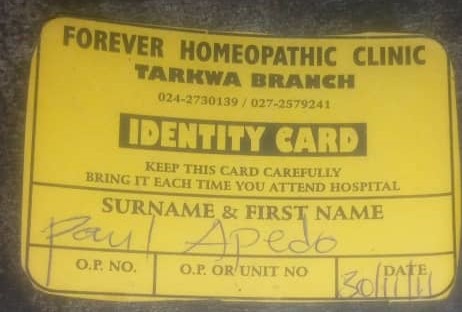 FOREVER HOMEOPATHIC CLINIC
TARKWA BRANCH
024-2730139 / 027-2579241
IDENTITY CARD
KEEP THIS CARD CAREFULLY
BRING IT EACH TIME YOU ATTEND HOSPITAL
SURNAME & FIRST NAME
Paul Apedo
O.P. NO. O.P. OR UNIT NO DATE
30/11/11